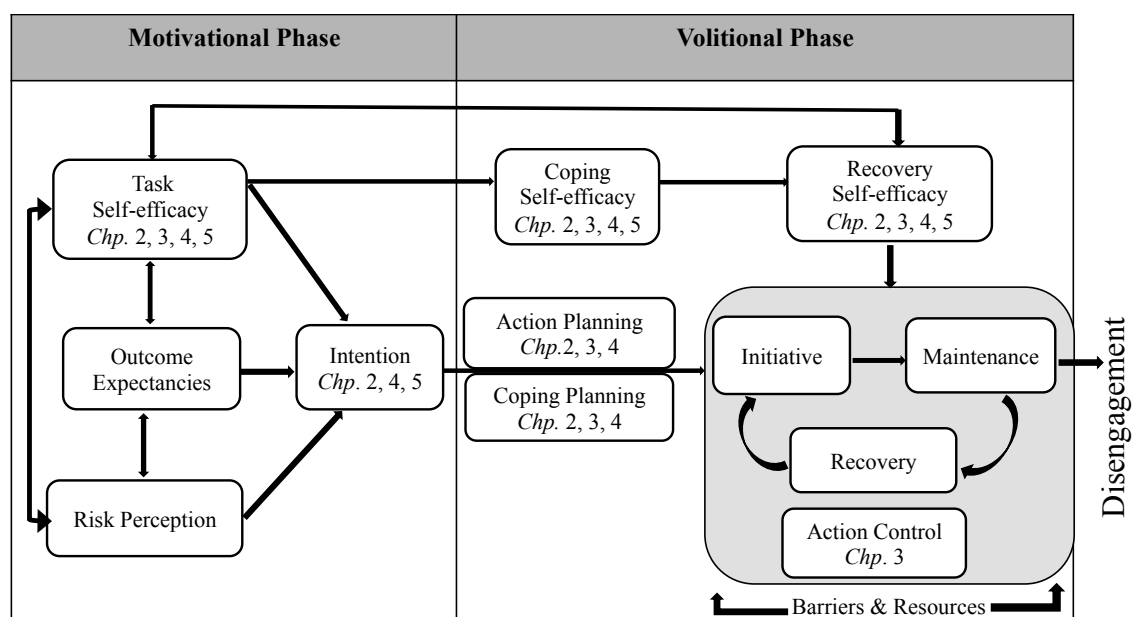 Motivational Phase
Volitional Phase
Task
Self-efficacy
Chp. 2, 3, 4, 5
Coping
Self-efficacy
Chp. 2, 3, 4, 5
Recovery
Self-efficacy
Chp. 2, 3, 4, 5
Outcome
Expectancies
Intention
Chp. 2, 4, 5
Action Planning
Chp.2, 3, 4
Coping Planning
Chp. 2, 3, 4
Initiative
Maintenance
Recovery
Risk Perception
Action Control
Chp. 3
Barriers & Resources
Disengagement